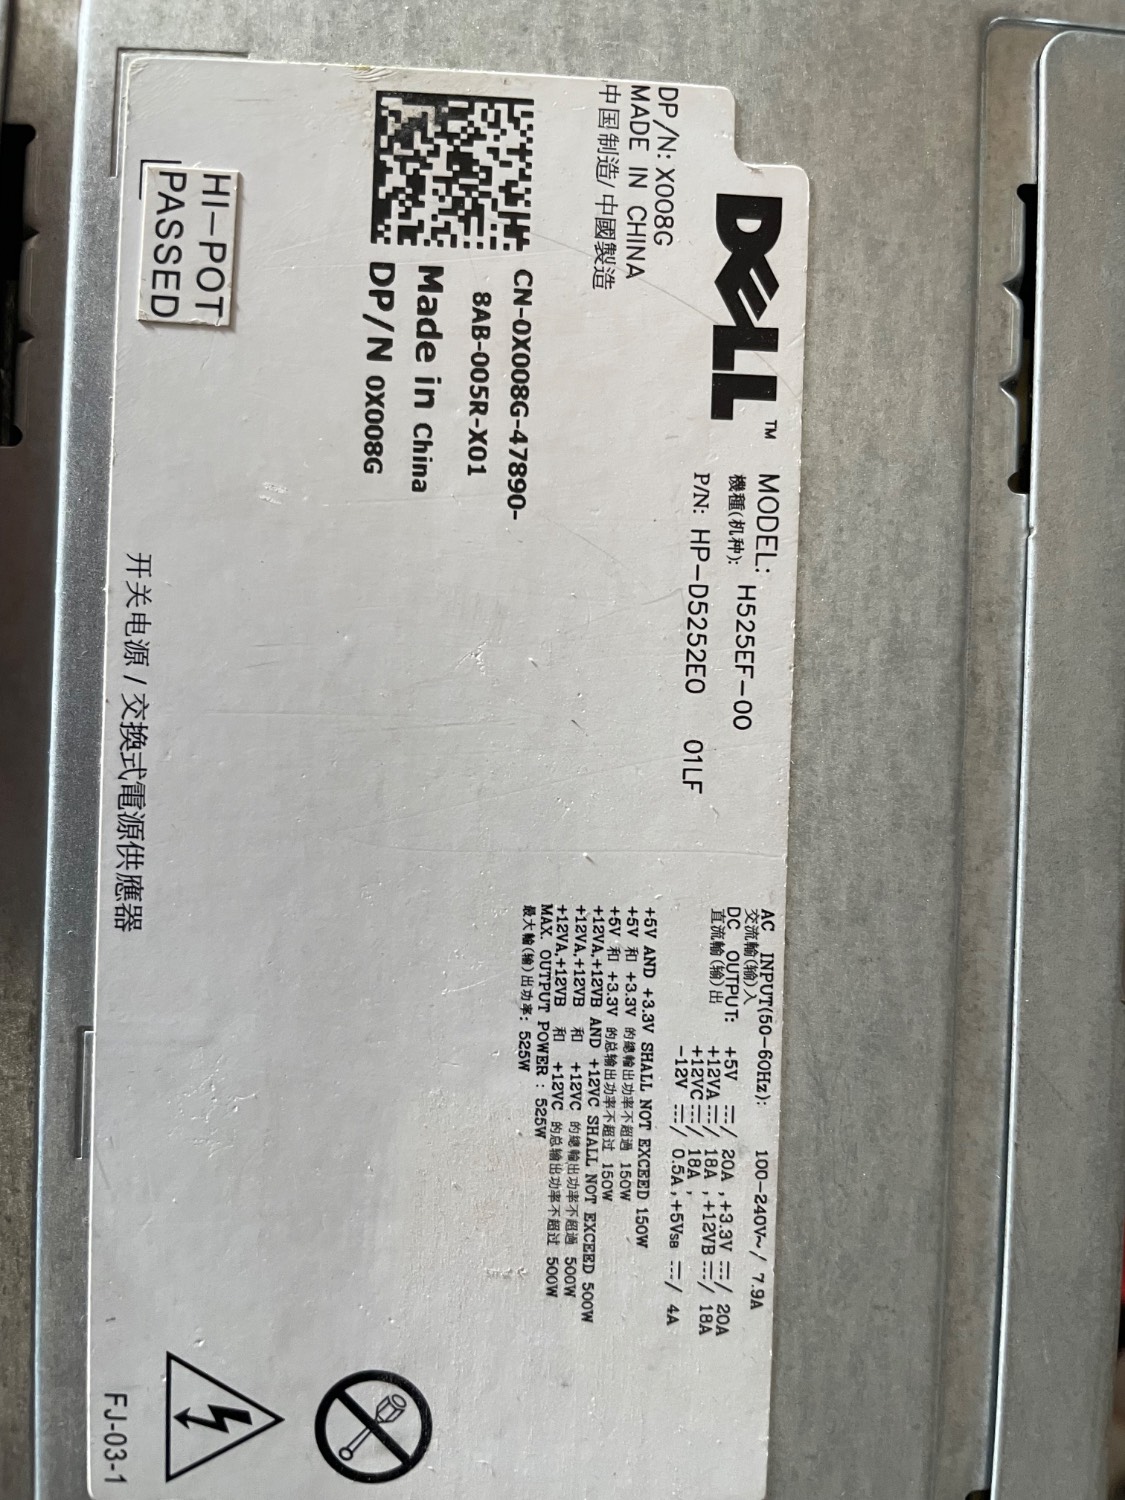 DELL™
DP/N: X008G
MADE IN CHINA
中国制造/中國製造
MODEL:
機種(机种): H525EF-00
P/N: HP-D5252E0 01LF
AC INPUT(50-60Hz): 100-240V~/ 7.9A
交流輸(输)入
DC OUTPUT: +5V ⎓/ 20A ,+3.3V ⎓/ 20A
直流輸(输)出 +12VA ⎓/ 18A ,+12VB ⎓/ 18A
+12VC ⎓/ 18A,
-12V ⎓/ 0.5A,+5VSB ⎓/ 4A
+5V AND +3.3V SHALL NOT EXCEED 150W
+5V 和 +3.3V 的總輸出功率不超過 150W
+5V 和 +3.3V 的总输出功率不超过 150W
+12VA,+12VB AND +12VC SHALL NOT EXCEED 500W
+12VA,+12VB 和 +12VC 的總輸出功率不超過 500W
+12VA,+12VB 和 +12VC 的总输出功率不超过 500W
MAX. OUTPUT POWER : 525W
最大輸(输)出功率: 525W
CN-0X008G-47890-
8AB-005R-X01
Made in China
DP/N 0X008G
HI-POT
PASSED
开关电源 / 交換式電源供應器
FJ-03-1